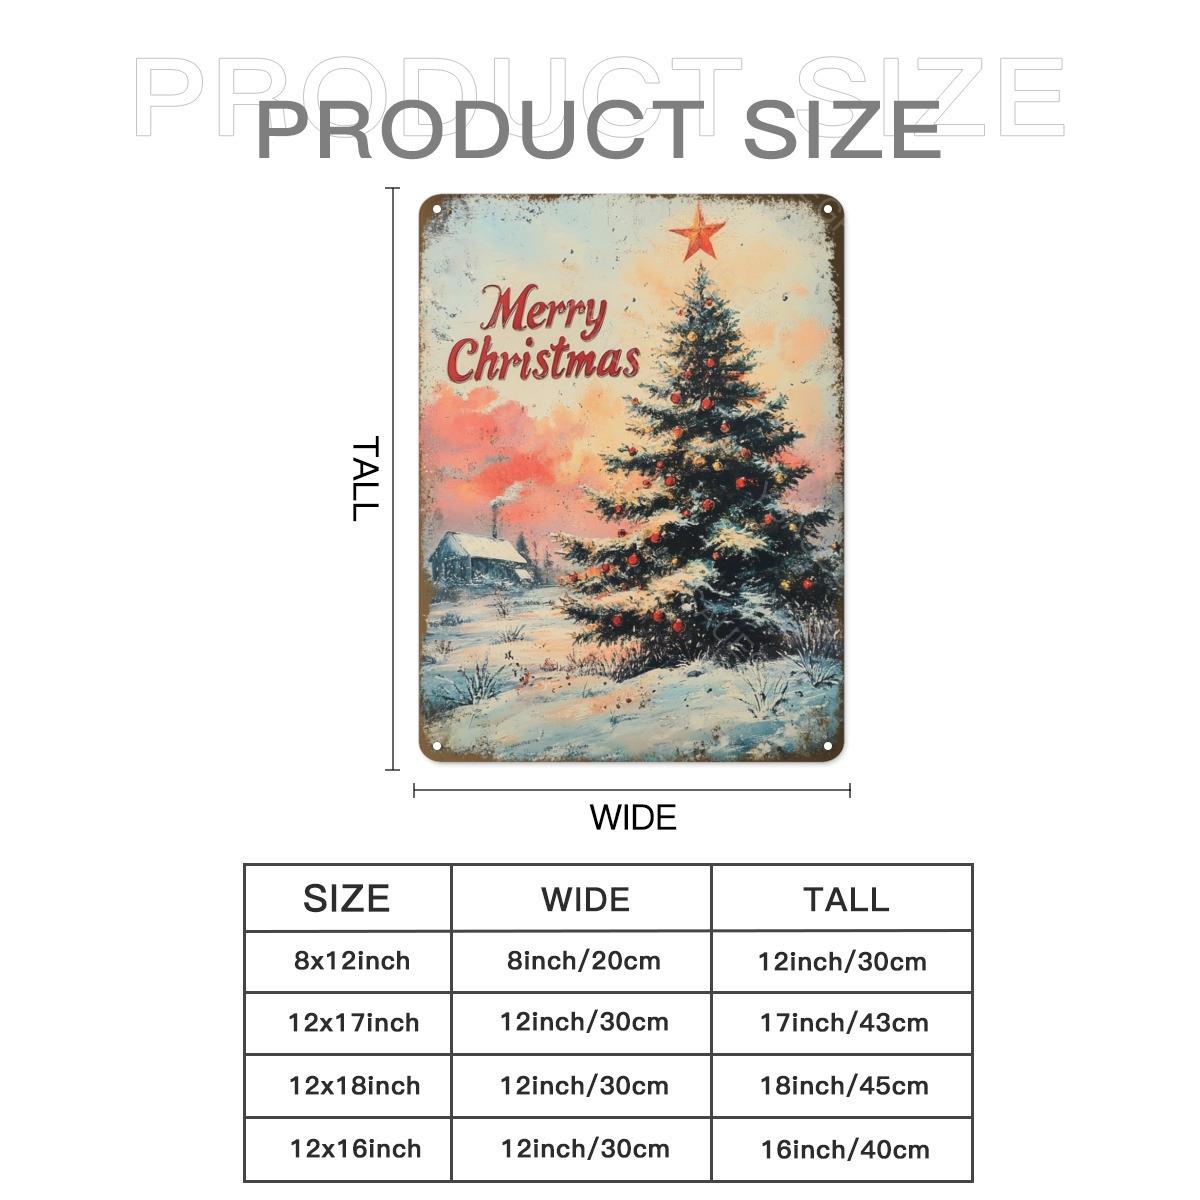 PRODUCT SIZE
PRODUCT SIZE
Merry
Christmas
TALL
WIDE
SIZE WIDE TALL
8x12inch 8inch/20cm 12inch/30cm
12x17inch 12inch/30cm 17inch/43cm
12x18inch 12inch/30cm 18inch/45cm
12x16inch 12inch/30cm 16inch/40cm